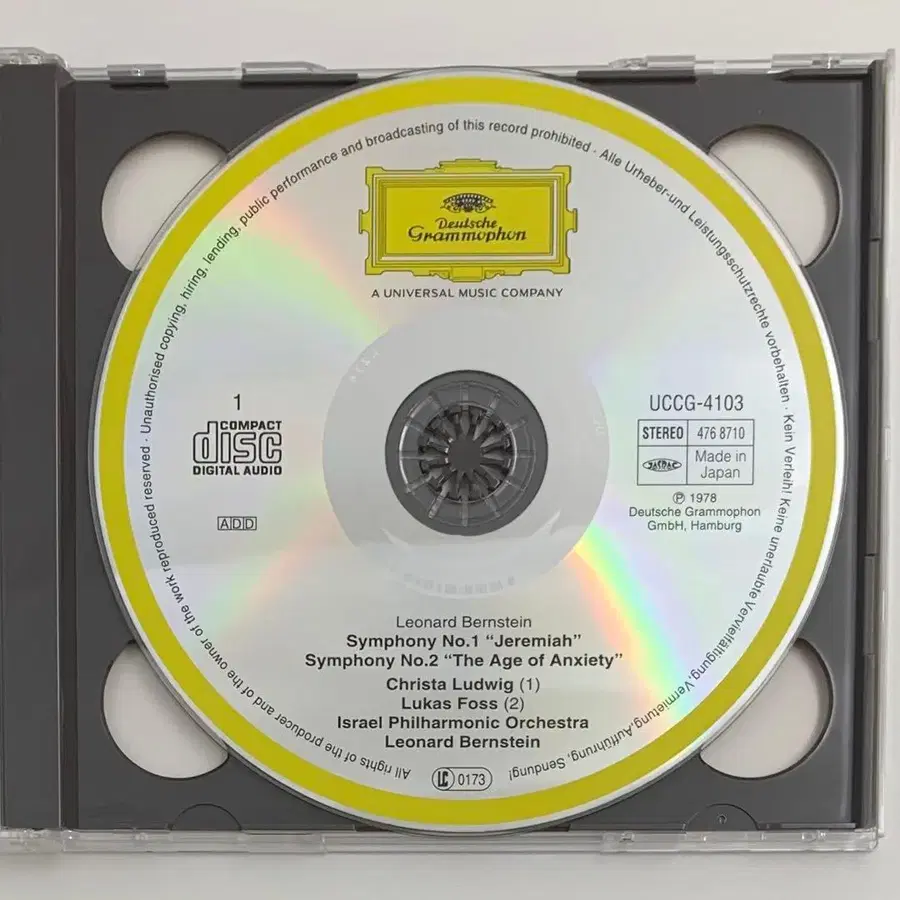 Unauthorised copying, hiring, lending, public performance and broadcasting of this record prohibited · Alle Urheber-und Leistungsschutzrechte vorbehalten · Kein Verleih! Keine unerlaubte Vervielfältigung, Vermietung, Aufführung, Sendung!
Deutsche
Grammophon
A UNIVERSAL MUSIC COMPANY
1
COMPACT
disc
DIGITAL AUDIO
ADD
UCCG-4103
STEREO 476 8710
JASRAC Made in
Japan
Ⓟ 1978
Deutsche Grammophon
GmbH, Hamburg
Leonard Bernstein
Symphony No.1 “Jeremiah”
Symphony No.2 “The Age of Anxiety”
Christa Ludwig (1)
Lukas Foss (2)
Israel Philharmonic Orchestra
Leonard Bernstein
LC 0173
All rights of the producer and of the owner of the work reproduced reserved ·